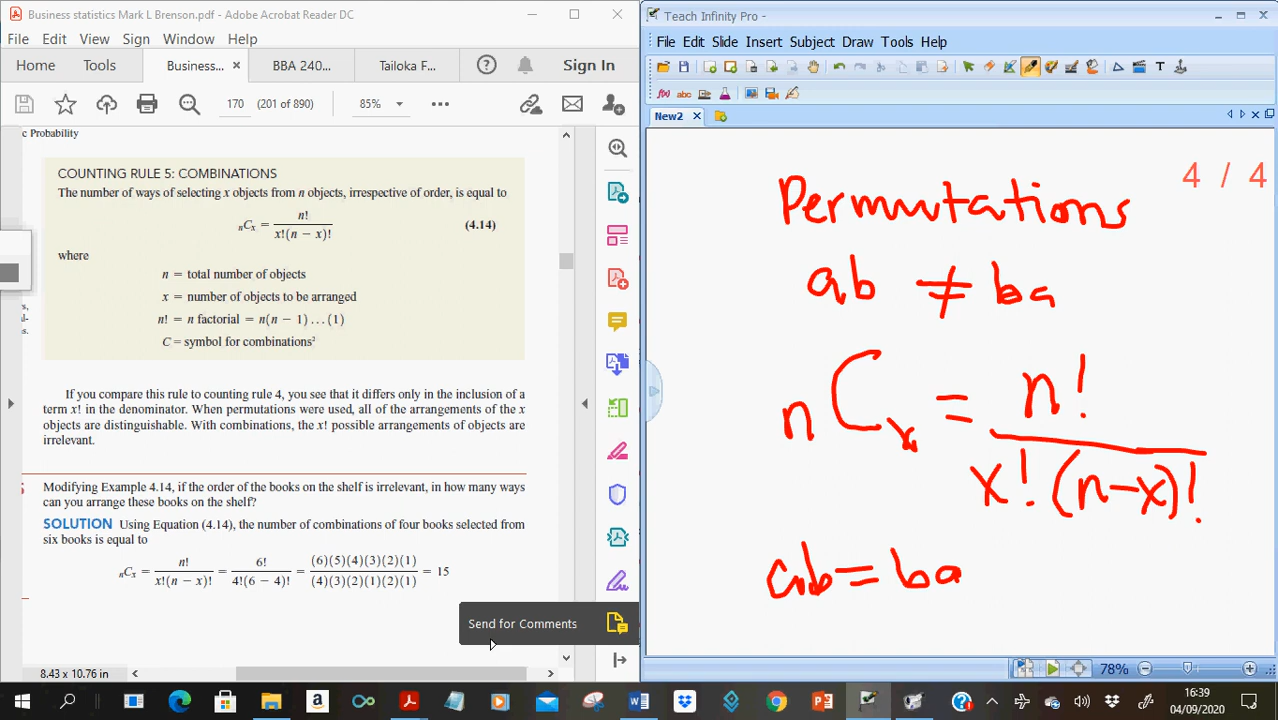 Business statistics Mark L Brenson.pdf - Adobe Acrobat Reader DC
File Edit View Sign Window Help
Home Tools Business... × BBA 240... Tailoka F... Sign In
170 (201 of 890) 85%
c Probability
COUNTING RULE 5: COMBINATIONS
The number of ways of selecting x objects from n objects, irrespective of order, is equal to
nCx = n! / x!(n − x)! (4.14)
where
n = total number of objects
x = number of objects to be arranged
n! = n factorial = n(n − 1) . . . (1)
C = symbol for combinations²
If you compare this rule to counting rule 4, you see that it differs only in the inclusion of a
term x! in the denominator. When permutations were used, all of the arrangements of the x
objects are distinguishable. With combinations, the x! possible arrangements of objects are
irrelevant.
Modifying Example 4.14, if the order of the books on the shelf is irrelevant, in how many ways
can you arrange these books on the shelf?
SOLUTION Using Equation (4.14), the number of combinations of four books selected from
six books is equal to
nCx = n! / x!(n − x)! = 6! / 4!(6 − 4)! = (6)(5)(4)(3)(2)(1) / (4)(3)(2)(1)(2)(1) = 15
Send for Comments
8.43 x 10.76 in
Teach Infinity Pro -
File Edit Slide Insert Subject Draw Tools Help
f(x) abc
New2 ×
4 / 4
Permutations
ab ≠ ba
nCx = n! / x!(n-x)!
ab = ba
78%
16:39
04/09/2020